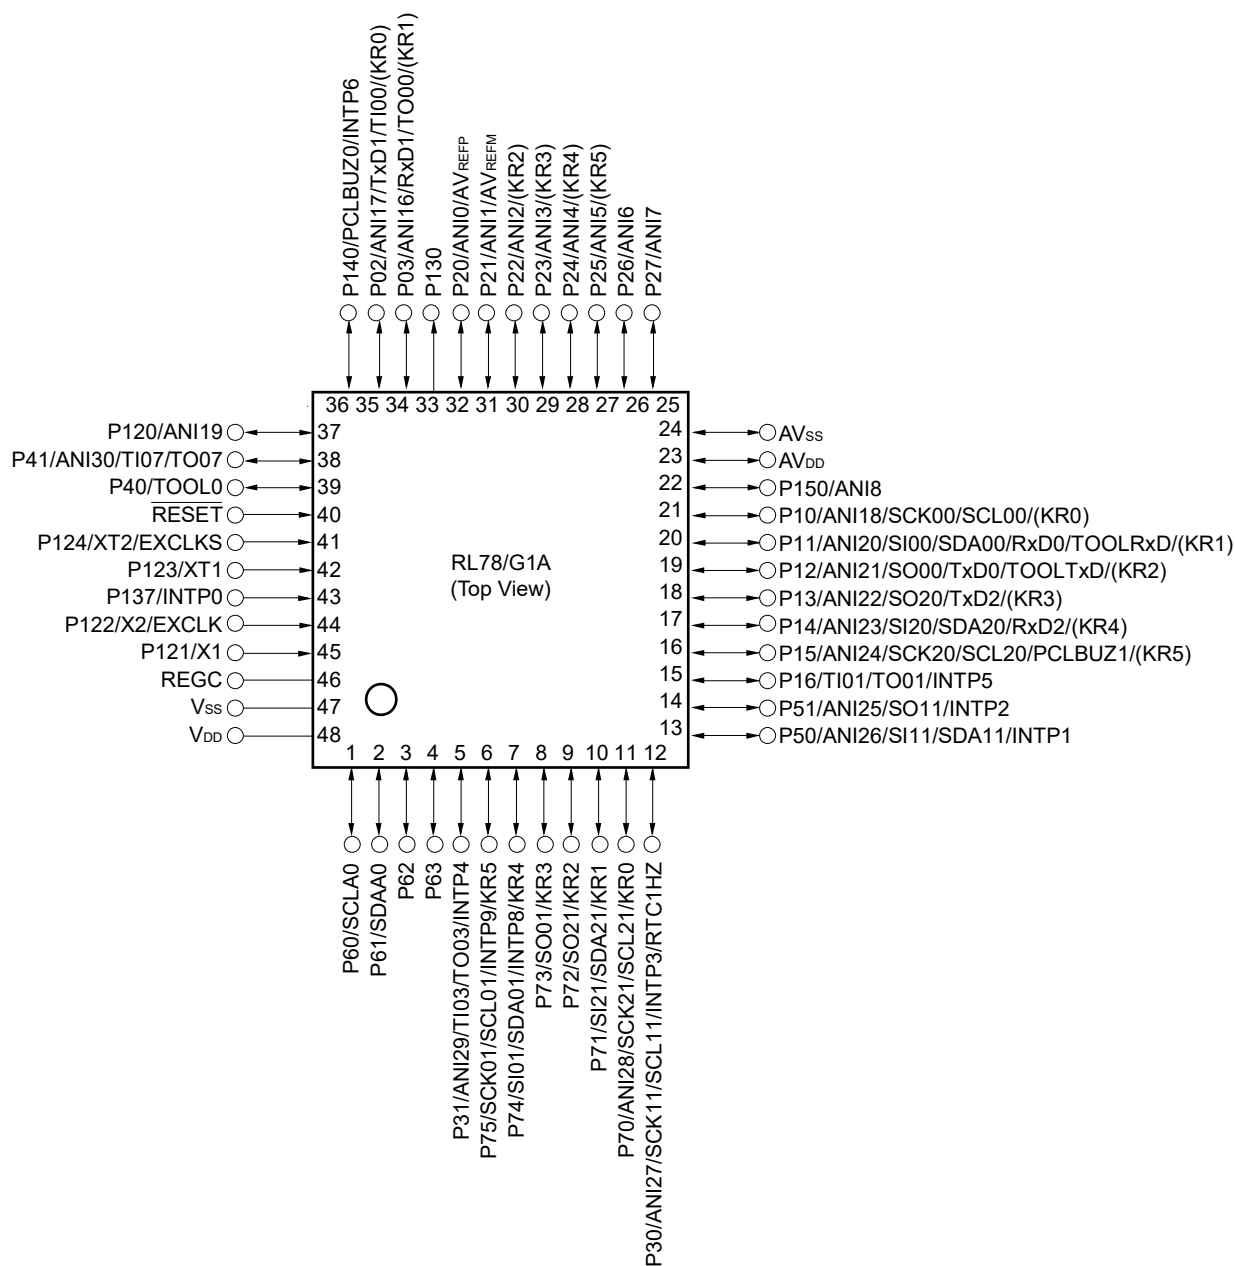 P140/PCLBUZ0/INTP6
P02/ANI17/TxD1/TI00/(KR0)
P03/ANI16/RxD1/TO00/(KR1)
P130
P20/ANI0/AVREFP
P21/ANI1/AVREFM
P22/ANI2/(KR2)
P23/ANI3/(KR3)
P24/ANI4/(KR4)
P25/ANI5/(KR5)
P26/ANI6
P27/ANI7
36 35 34 33 32 31 30 29 28 27 26 25
P120/ANI19 37
P41/ANI30/TI07/TO07 38
P40/TOOL0 39
RESET 40
P124/XT2/EXCLKS 41
P123/XT1 42
P137/INTP0 43
P122/X2/EXCLK 44
P121/X1 45
REGC 46
VSS 47
VDD 48
RL78/G1A
(Top View)
24 AVSS
23 AVDD
22 P150/ANI8
21 P10/ANI18/SCK00/SCL00/(KR0)
20 P11/ANI20/SI00/SDA00/RxD0/TOOLRxD/(KR1)
19 P12/ANI21/SO00/TxD0/TOOLTxD/(KR2)
18 P13/ANI22/SO20/TxD2/(KR3)
17 P14/ANI23/SI20/SDA20/RxD2/(KR4)
16 P15/ANI24/SCK20/SCL20/PCLBUZ1/(KR5)
15 P16/TI01/TO01/INTP5
14 P51/ANI25/SO11/INTP2
13 P50/ANI26/SI11/SDA11/INTP1
1 2 3 4 5 6 7 8 9 10 11 12
P60/SCLA0
P61/SDAA0
P62
P63
P31/ANI29/TI03/TO03/INTP4
P75/SCK01/SCL01/INTP9/KR5
P74/SI01/SDA01/INTP8/KR4
P73/SO01/KR3
P72/SO21/KR2
P71/SI21/SDA21/KR1
P70/ANI28/SCK21/SCL21/KR0
P30/ANI27/SCK11/SCL11/INTP3/RTC1HZ